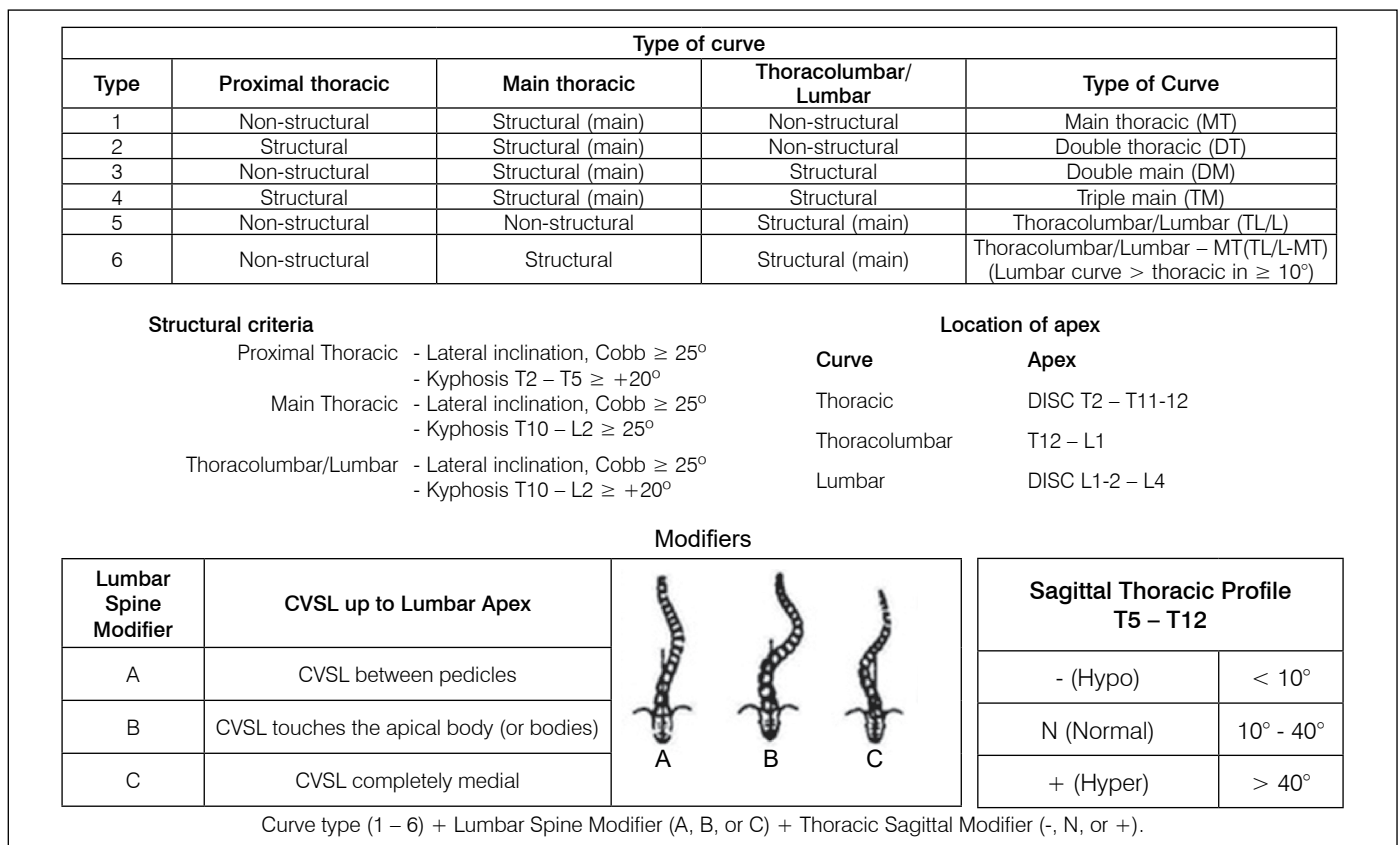 Type of curve
Type Proximal thoracic Main thoracic Thoracolumbar/ Lumbar Type of Curve
1 Non-structural Structural (main) Non-structural Main thoracic (MT)
2 Structural Structural (main) Non-structural Double thoracic (DT)
3 Non-structural Structural (main) Structural Double main (DM)
4 Structural Structural (main) Structural Triple main (TM)
5 Non-structural Non-structural Structural (main) Thoracolumbar/Lumbar (TL/L)
6 Non-structural Structural Structural (main) Thoracolumbar/Lumbar – MT(TL/L-MT)
(Lumbar curve > thoracic in ≥ 10°)
Structural criteria
Proximal Thoracic - Lateral inclination, Cobb ≥ 25º
- Kyphosis T2 – T5 ≥ +20º
Main Thoracic - Lateral inclination, Cobb ≥ 25º
- Kyphosis T10 – L2 ≥ 25º
Thoracolumbar/Lumbar - Lateral inclination, Cobb ≥ 25º
- Kyphosis T10 – L2 ≥ +20º
Location of apex
Curve Apex
Thoracic DISC T2 – T11-12
Thoracolumbar T12 – L1
Lumbar DISC L1-2 – L4
Modifiers
Lumbar
Spine
Modifier
CVSL up to Lumbar Apex
A CVSL between pedicles
B CVSL touches the apical body (or bodies)
C CVSL completely medial
A B C
Sagittal Thoracic Profile
T5 – T12
- (Hypo) < 10°
N (Normal) 10° - 40°
+ (Hyper) > 40°
Curve type (1 – 6) + Lumbar Spine Modifier (A, B, or C) + Thoracic Sagittal Modifier (-, N, or +).